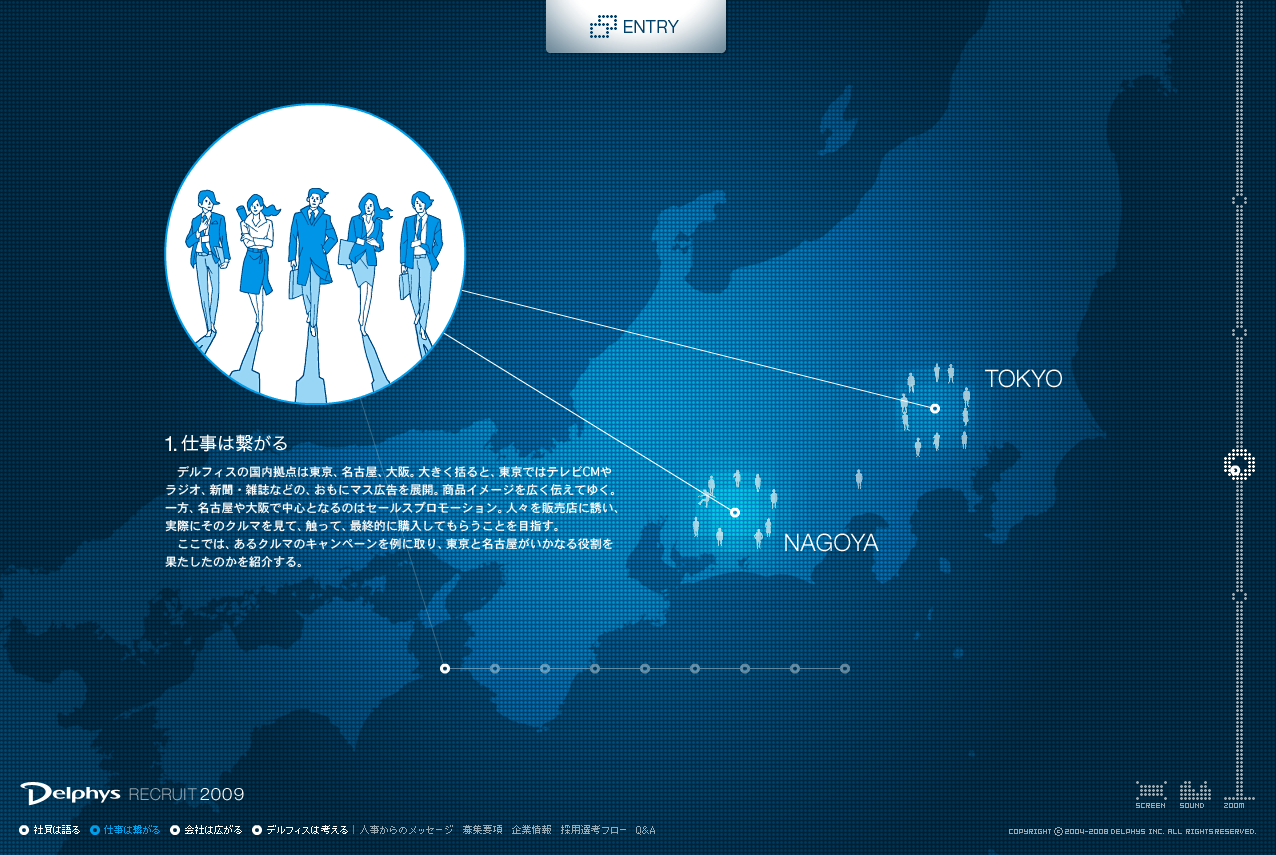 ENTRY
TOKYO
NAGOYA
1. 仕事は繋がる
デルフィスの国内拠点は東京、名古屋、大阪。大きく括ると、東京ではテレビCMや
ラジオ、新聞・雑誌などの、おもにマス広告を展開。商品イメージを広く伝えてゆく。
一方、名古屋や大阪で中心となるのはセールスプロモーション。人々を販売店に誘い、
実際にそのクルマを見て、触って、最終的に購入してもらうことを目指す。
ここでは、あるクルマのキャンペーンを例に取り、東京と名古屋がいかなる役割を
果たしたのかを紹介する。
Delphys RECRUIT 2009
SCREEN SOUND ZOOM
社員は語る 仕事は繋がる 会社は広がる デルフィスは考える | 人事からのメッセージ 募集要項 企業情報 採用選考フロー Q&A
COPYRIGHT © 2004-2008 DELPHYS INC. ALL RIGHTS RESERVED.